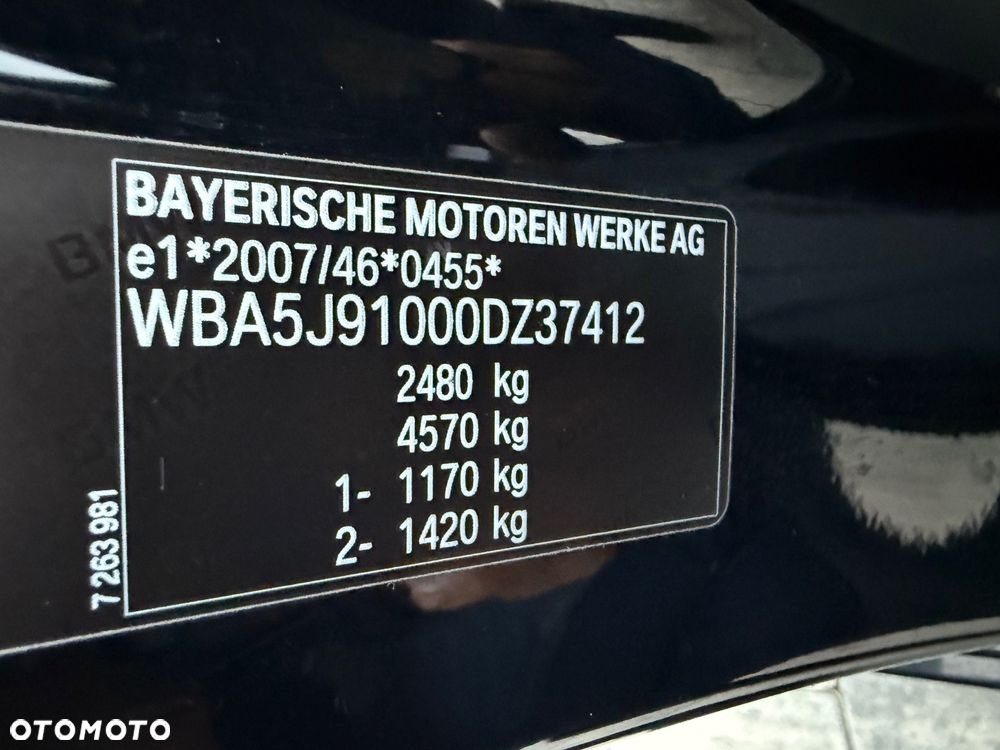 BAYERISCHE MOTOREN WERKE AG
e1*2007/46*0455*
WBA5J91000DZ37412
2480 kg
4570 kg
1- 1170 kg
2- 1420 kg
7 263 981
OTOMOTO